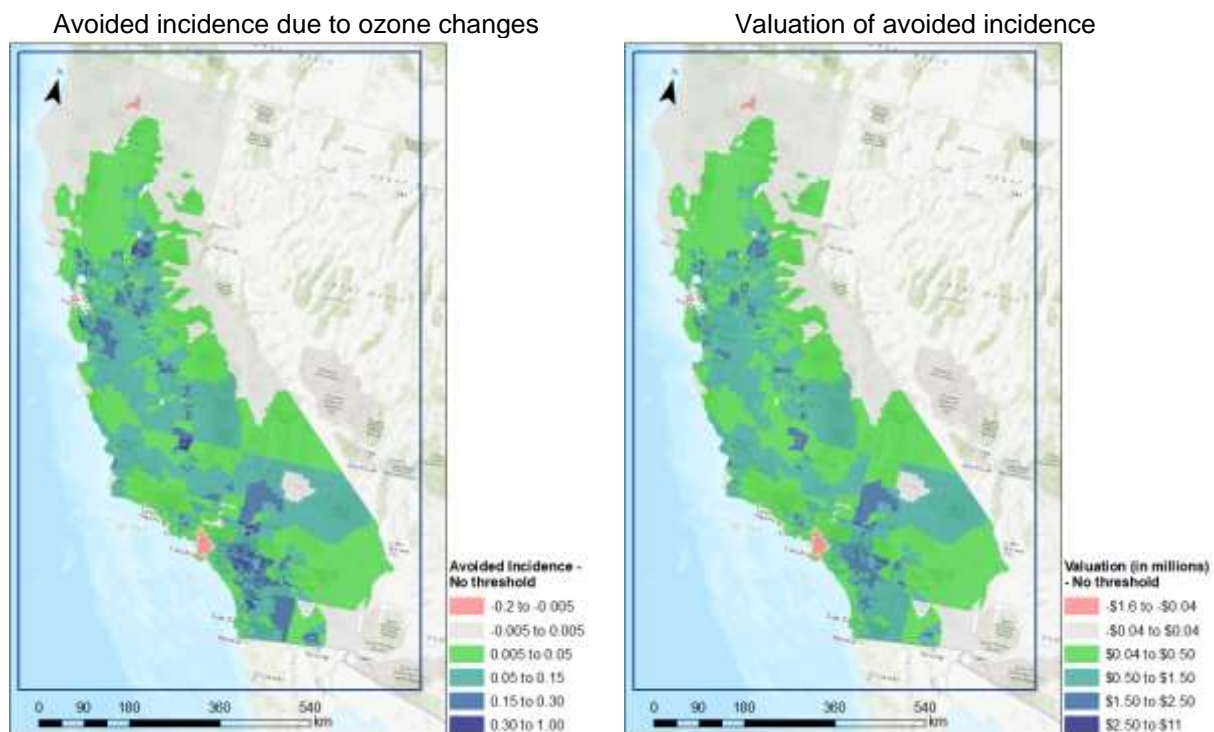 Avoided incidence due to ozone changes
Valuation of avoided incidence
N
Avoided Incidence -
No threshold
-0.2 to -0.005
-0.005 to 0.005
0.005 to 0.05
0.05 to 0.15
0.15 to 0.30
0.30 to 1.00
0 90 180 360 540
km
N
Valuation (in millions)
- No threshold
-$1.6 to -$0.04
-$0.04 to $0.04
$0.04 to $0.50
$0.50 to $1.50
$1.50 to $2.50
$2.50 to $11
0 90 180 360 540
km